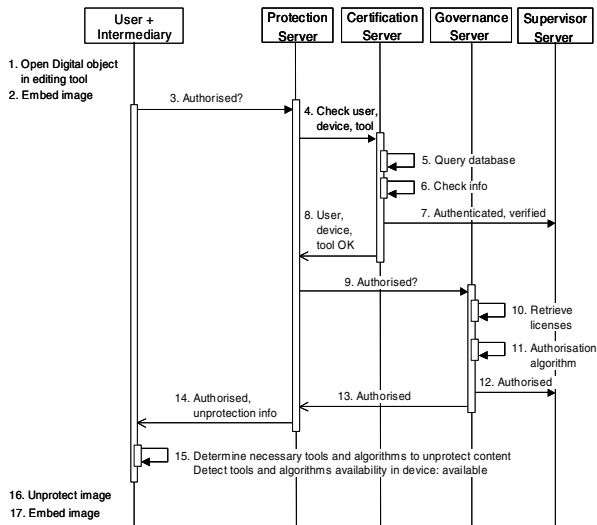 User +
Intermediary
Protection
Server
Certification
Server
Governance
Server
Supervisor
Server
1. Open Digital object
in editing tool
2. Embed image
3. Authorised?
4. Check user,
device, tool
5. Query database
6. Check info
7. Authenticated, verified
8. User,
device,
tool OK
9. Authorised?
10. Retrieve
licenses
11. Authorisation
algorithm
12. Authorised
13. Authorised
14. Authorised,
unprotection info
15. Determine necessary tools and algorithms to unprotect content
Detect tools and algorithms availability in device: available
16. Unprotect image
17. Embed image